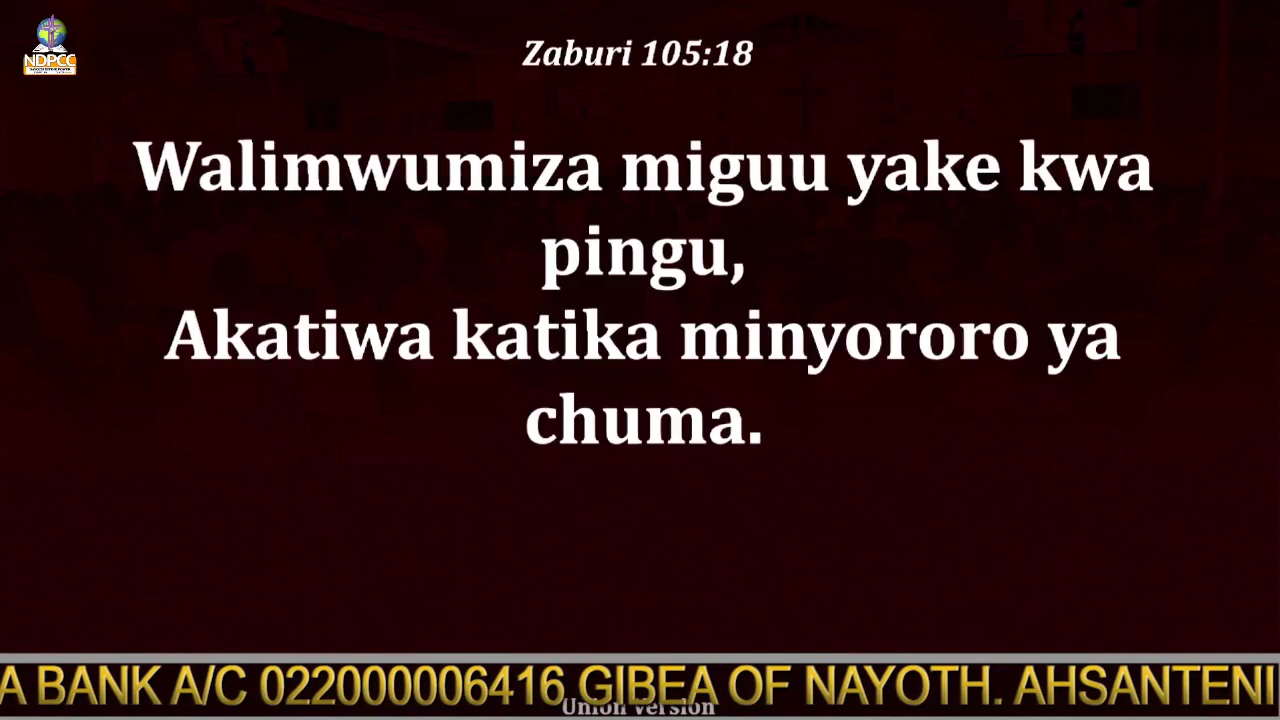 NDPCC
Zaburi 105:18
Walimwumiza miguu yake kwa
pingu,
Akatiwa katika minyororo ya
chuma.
A BANK A/C 022000006416 GIBEA OF NAYOTH. AHSANTENI
Union Version